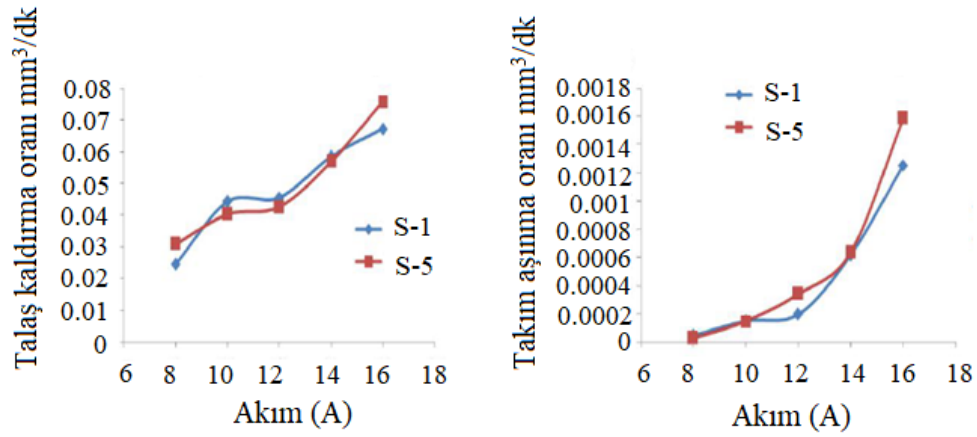 Talaş kaldırma oranı mm³/dk
0.08
0.07
0.06
0.05
0.04
0.03
0.02
0.01
0
6 8 10 12 14 16 18
Akım (A)
S-1
S-5
Takım aşınma oranı mm³/dk
0.0018
0.0016
0.0014
0.0012
0.001
0.0008
0.0006
0.0004
0.0002
0
6 8 10 12 14 16 18
Akım (A)
S-1
S-5